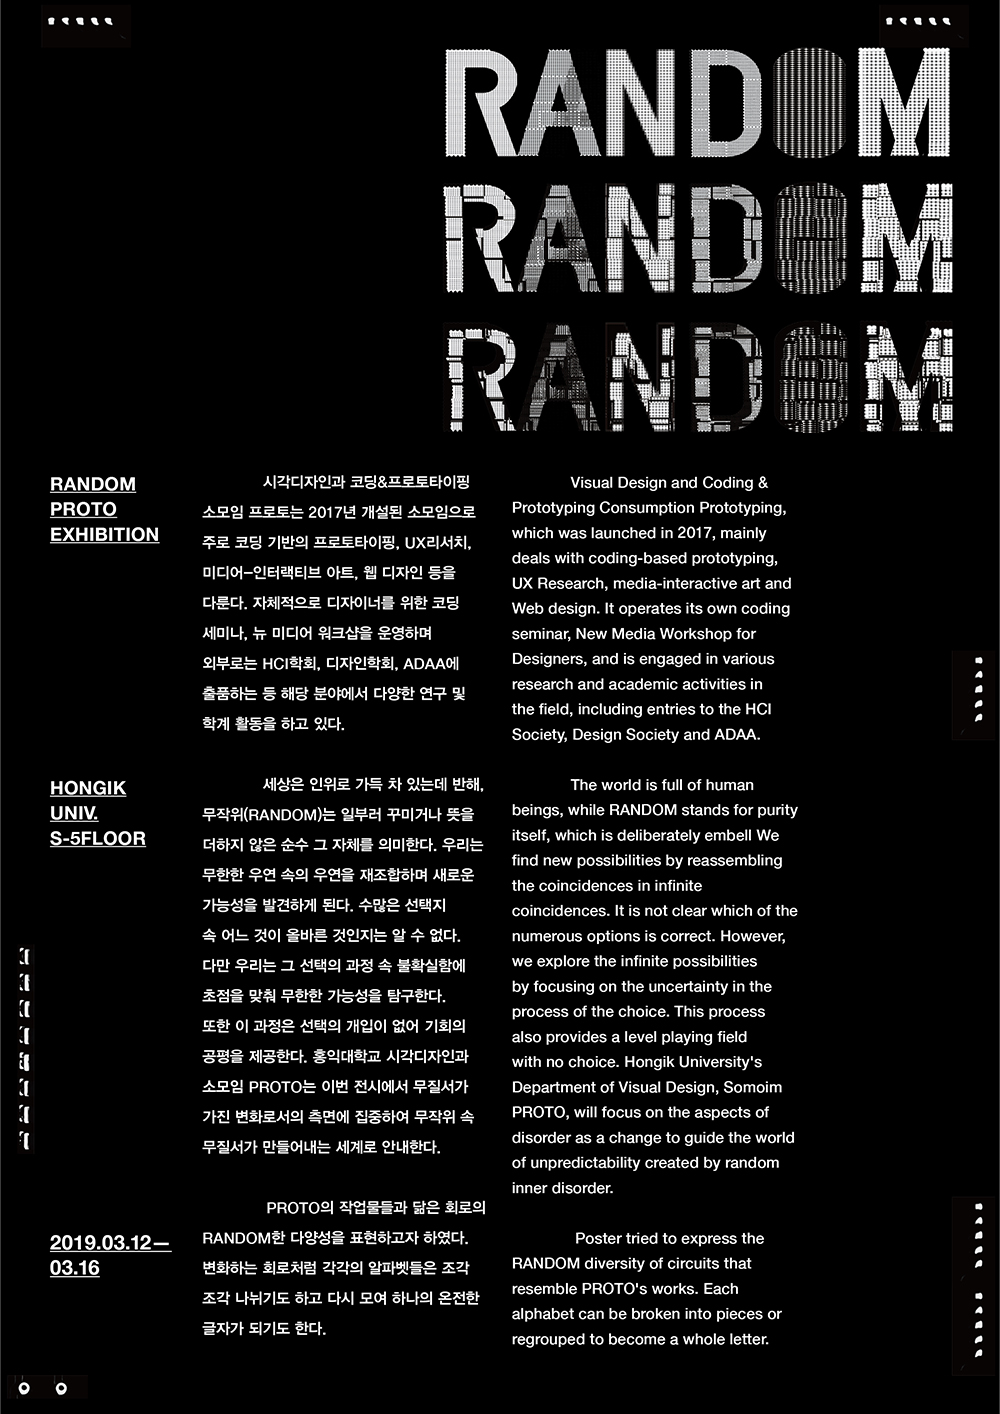 RANDOM
RANDOM
RANDOM
RANDOM
PROTO
EXHIBITION
시각디자인과 코딩&프로토타이핑
소모임 프로토는 2017년 개설된 소모임으로
주로 코딩 기반의 프로토타이핑, UX리서치,
미디어–인터랙티브 아트, 웹 디자인 등을
다룬다. 자체적으로 디자이너를 위한 코딩
세미나, 뉴 미디어 워크샵을 운영하며
외부로는 HCI학회, 디자인학회, ADAA에
출품하는 등 해당 분야에서 다양한 연구 및
학계 활동을 하고 있다.
Visual Design and Coding &
Prototyping Consumption Prototyping,
which was launched in 2017, mainly
deals with coding-based prototyping,
UX Research, media-interactive art and
Web design. It operates its own coding
seminar, New Media Workshop for
Designers, and is engaged in various
research and academic activities in
the field, including entries to the HCI
Society, Design Society and ADAA.
HONGIK
UNIV.
S-5FLOOR
세상은 인위로 가득 차 있는데 반해,
무작위(RANDOM)는 일부러 꾸미거나 뜻을
더하지 않은 순수 그 자체를 의미한다. 우리는
무한한 우연 속의 우연을 재조합하며 새로운
가능성을 발견하게 된다. 수많은 선택지
속 어느 것이 올바른 것인지는 알 수 없다.
다만 우리는 그 선택의 과정 속 불확실함에
초점을 맞춰 무한한 가능성을 탐구한다.
또한 이 과정은 선택의 개입이 없어 기회의
공평을 제공한다. 홍익대학교 시각디자인과
소모임 PROTO는 이번 전시에서 무질서가
가진 변화로서의 측면에 집중하여 무작위 속
무질서가 만들어내는 세계로 안내한다.
The world is full of human
beings, while RANDOM stands for purity
itself, which is deliberately embell We
find new possibilities by reassembling
the coincidences in infinite
coincidences. It is not clear which of the
numerous options is correct. However,
we explore the infinite possibilities
by focusing on the uncertainty in the
process of the choice. This process
also provides a level playing field
with no choice. Hongik University's
Department of Visual Design, Somoim
PROTO, will focus on the aspects of
disorder as a change to guide the world
of unpredictability created by random
inner disorder.
2019.03.12—
03.16
PROTO의 작업물들과 닮은 회로의
RANDOM한 다양성을 표현하고자 하였다.
변화하는 회로처럼 각각의 알파벳들은 조각
조각 나뉘기도 하고 다시 모여 하나의 온전한
글자가 되기도 한다.
Poster tried to express the
RANDOM diversity of circuits that
resemble PROTO's works. Each
alphabet can be broken into pieces or
regrouped to become a whole letter.